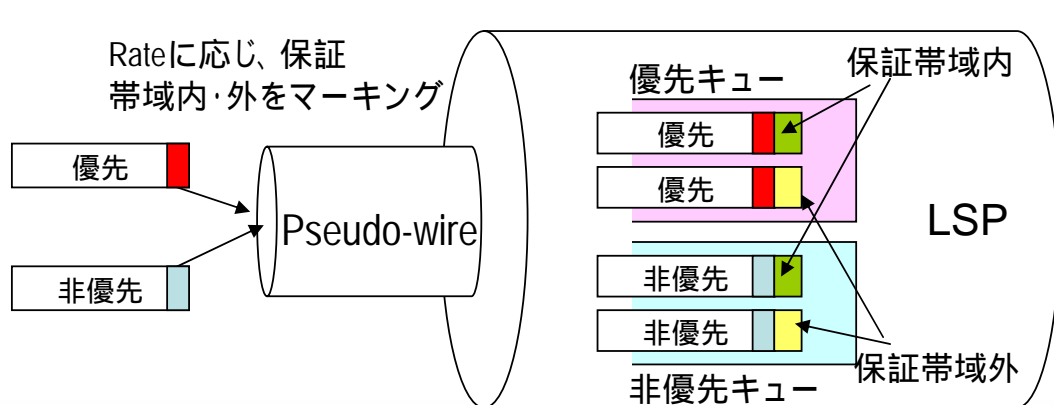 Rateに応じ、保証
帯域内・外をマーキング
優先
非優先
Pseudo-wire
優先キュー
保証帯域内
優先
優先
LSP
非優先
非優先
保証帯域外
非優先キュー